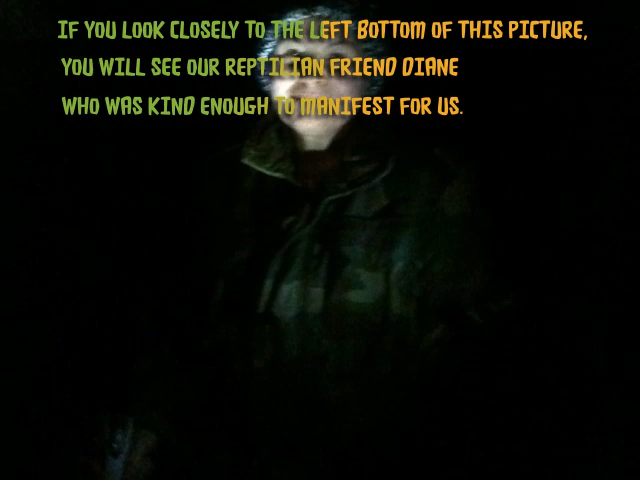 IF YOU LOOK CLOSELY TO THE LEFT BOTTOM OF THIS PICTURE,
YOU WILL SEE OUR REPTILIAN FRIEND DIANE
WHO WAS KIND ENOUGH TO MANIFEST FOR US.